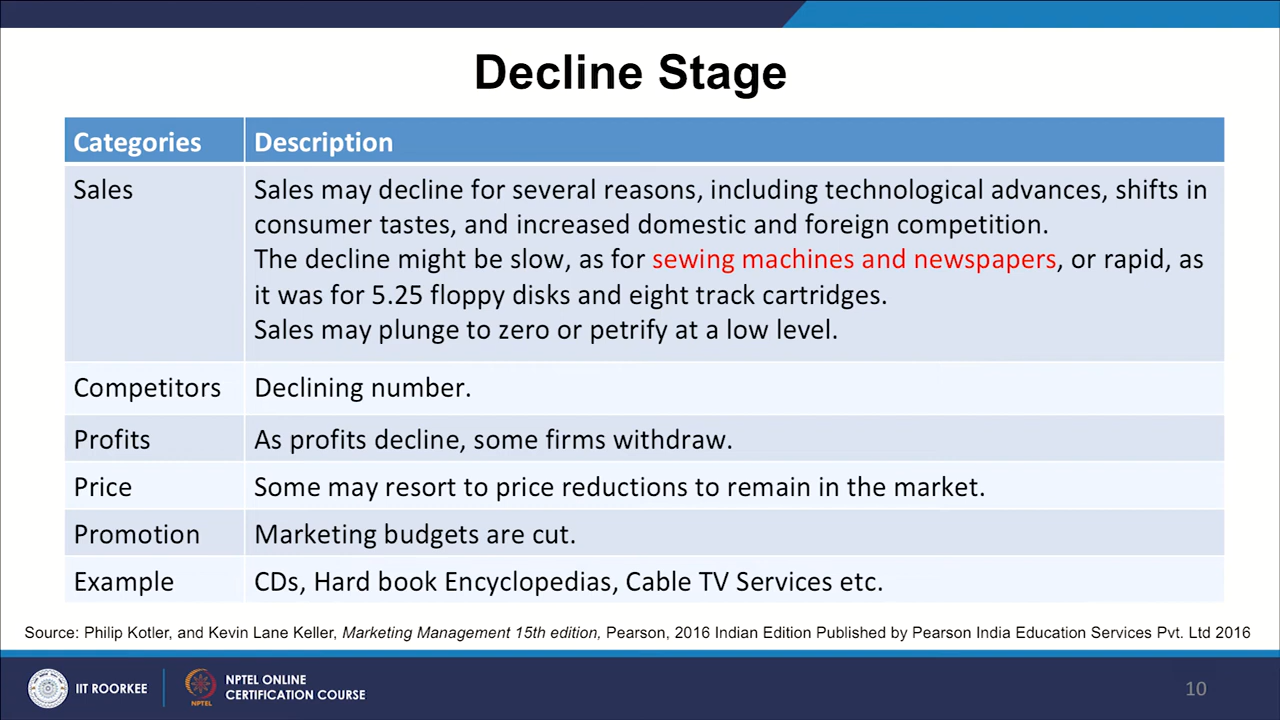 Decline Stage
Categories Description
Sales Sales may decline for several reasons, including technological advances, shifts in
consumer tastes, and increased domestic and foreign competition.
The decline might be slow, as for sewing machines and newspapers, or rapid, as
it was for 5.25 floppy disks and eight track cartridges.
Sales may plunge to zero or petrify at a low level.
Competitors Declining number.
Profits As profits decline, some firms withdraw.
Price Some may resort to price reductions to remain in the market.
Promotion Marketing budgets are cut.
Example CDs, Hard book Encyclopedias, Cable TV Services etc.
Source: Philip Kotler, and Kevin Lane Keller, Marketing Management 15th edition, Pearson, 2016 Indian Edition Published by Pearson India Education Services Pvt. Ltd 2016
IIT ROORKEE
NPTEL
NPTEL ONLINE
CERTIFICATION COURSE
10